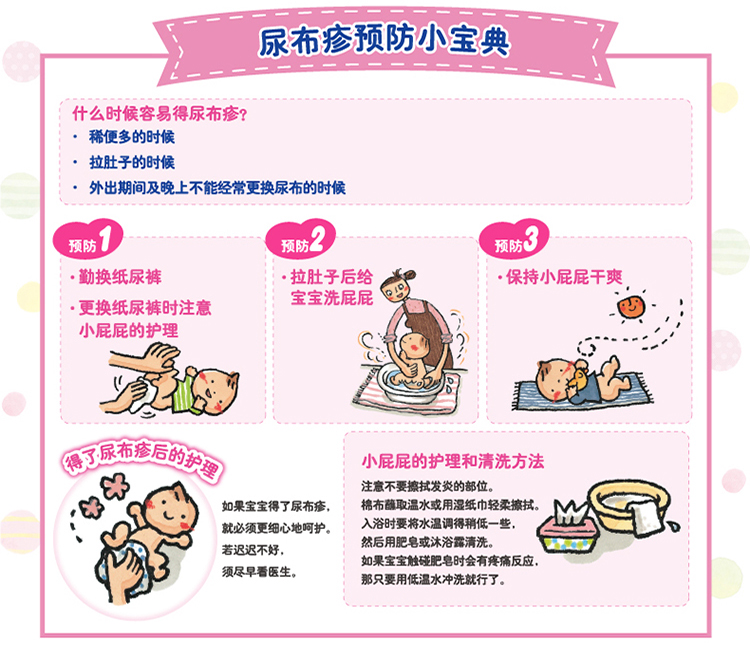 尿布疹预防小宝典
什么时候容易得尿布疹?
· 稀便多的时候
· 拉肚子的时候
· 外出期间及晚上不能经常更换尿布的时候
预防1
· 勤换纸尿裤
· 更换纸尿裤时注意
小屁屁的护理
预防2
· 拉肚子后给
宝宝洗屁屁
预防3
· 保持小屁屁干爽
得了尿布疹后的护理
如果宝宝得了尿布疹，
就必须更细心地呵护。
若迟迟不好，
须尽早看医生。
小屁屁的护理和清洗方法
注意不要擦拭发炎的部位。
棉布蘸取温水或用湿纸巾轻柔擦拭。
入浴时要将水温调得稍低一些，
然后用肥皂或沐浴露清洗。
如果宝宝触碰肥皂时会有疼痛反应，
那只要用低温水冲洗就行了。